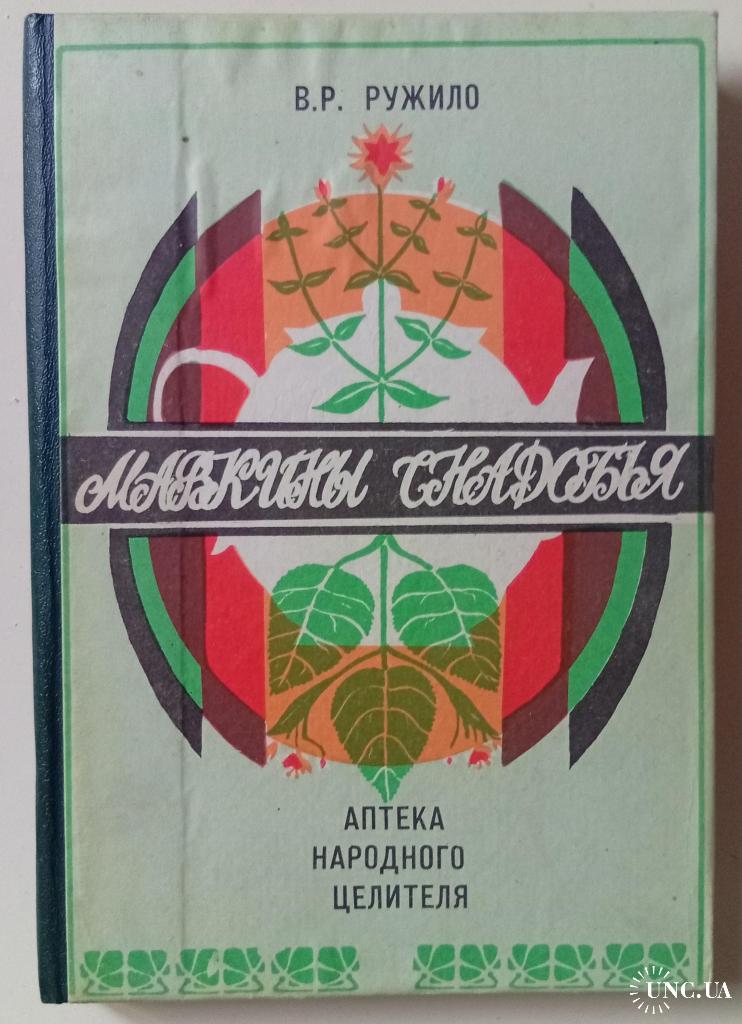 В.Р. РУЖИЛО
МАВКИНЫ СНАДОБЬЯ
АПТЕКА
НАРОДНОГО
ЦЕЛИТЕЛЯ
UNC.UA